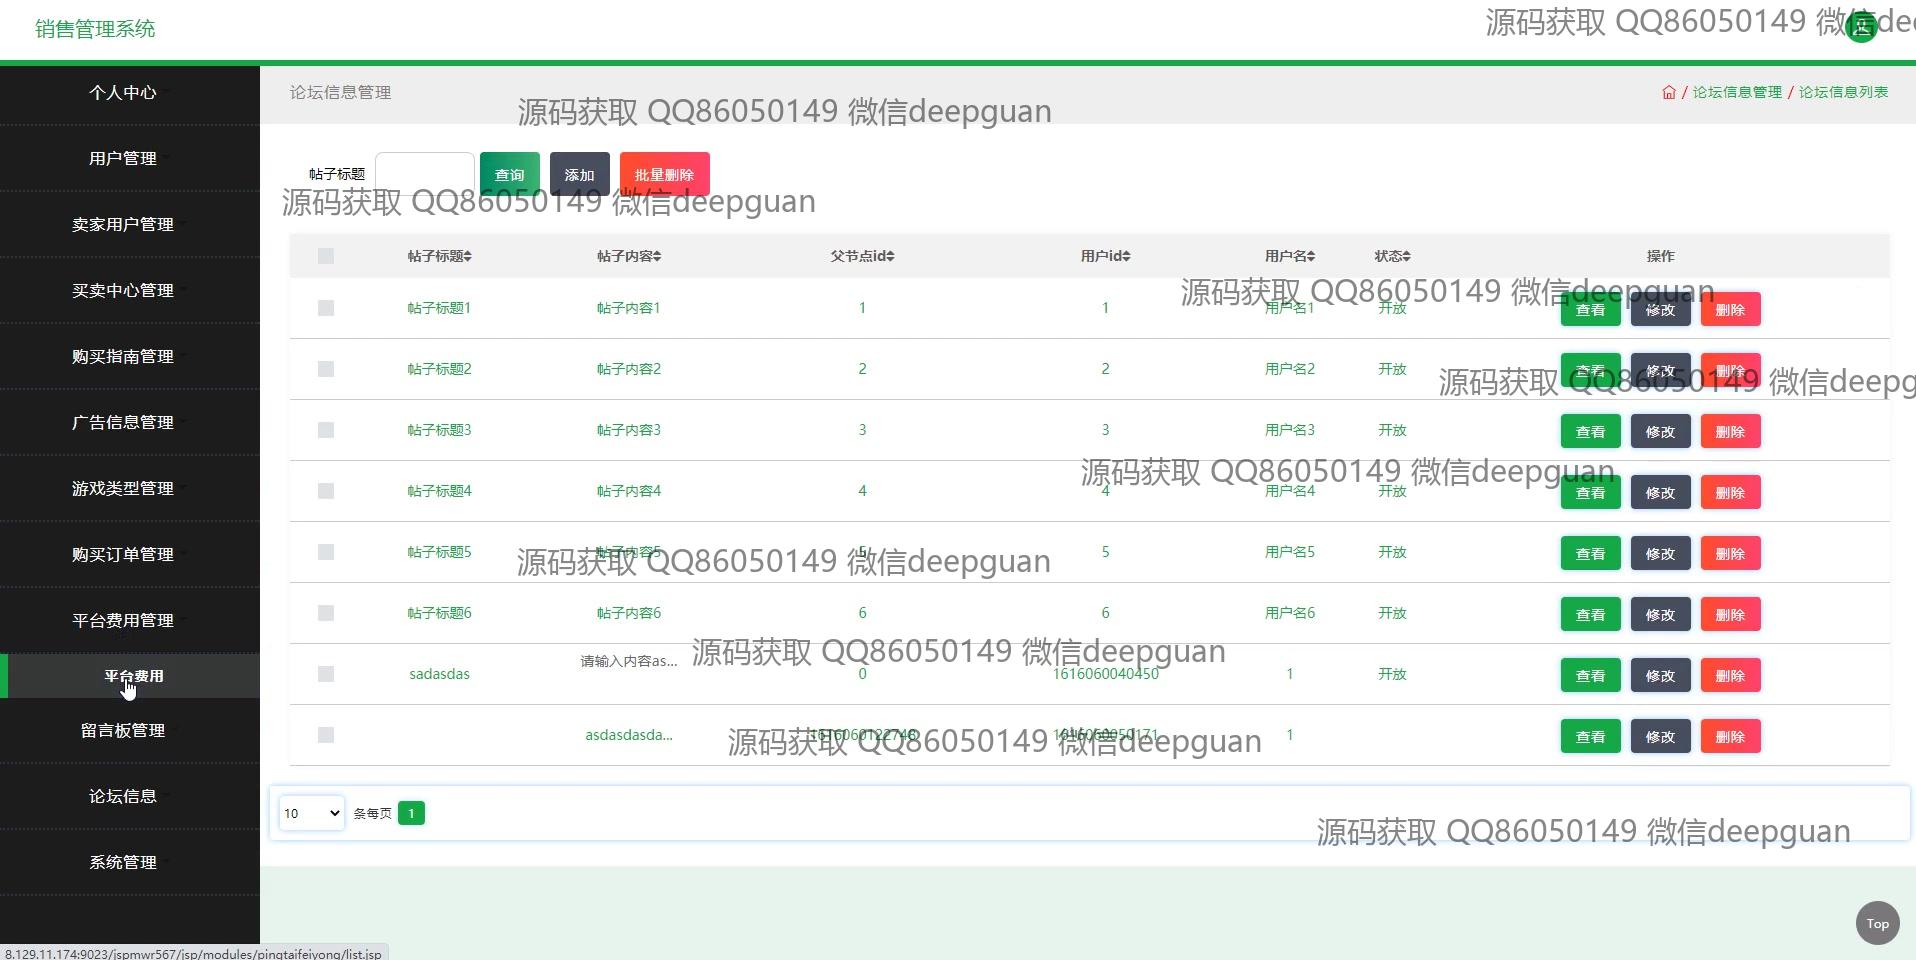 销售管理系统
源码获取 QQ86050149 微信dee
个人中心
用户管理
卖家用户管理
买卖中心管理
购买指南管理
广告信息管理
游戏类型管理
购买订单管理
平台费用管理
平台费用
留言板管理
论坛信息
系统管理
论坛信息管理
/ 论坛信息管理 / 论坛信息列表
源码获取 QQ86050149 微信deepguan
帖子标题 查询 添加 批量删除
源码获取 QQ86050149 微信deepguan
帖子标题 帖子内容 父节点id 用户id 用户名 状态 操作
源码获取 QQ86050149 微信deepguan
帖子标题1 帖子内容1 1 1 用户名1 开放 查看 修改 删除
帖子标题2 帖子内容2 2 2 用户名2 开放 查看 修改 删除
源码获取 QQ86050149 微信deepg
帖子标题3 帖子内容3 3 3 用户名3 开放 查看 修改 删除
源码获取 QQ86050149 微信deepguan
帖子标题4 帖子内容4 4 4 用户名4 开放 查看 修改 删除
帖子标题5 帖子内容5 5 5 用户名5 开放 查看 修改 删除
源码获取 QQ86050149 微信deepguan
帖子标题6 帖子内容6 6 6 用户名6 开放 查看 修改 删除
源码获取 QQ86050149 微信deepguan
sadasdas 请输入内容as... 0 1616060040450 1 开放 查看 修改 删除
asdasdasda... 1616060122748 1616060050171 1 查看 修改 删除
源码获取 QQ86050149 微信deepguan
10 条每页 1
源码获取 QQ86050149 微信deepguan
Top
8.129.11.174:9023/jspmwr567/jsp/modules/pingtaifeiyong/list.jsp